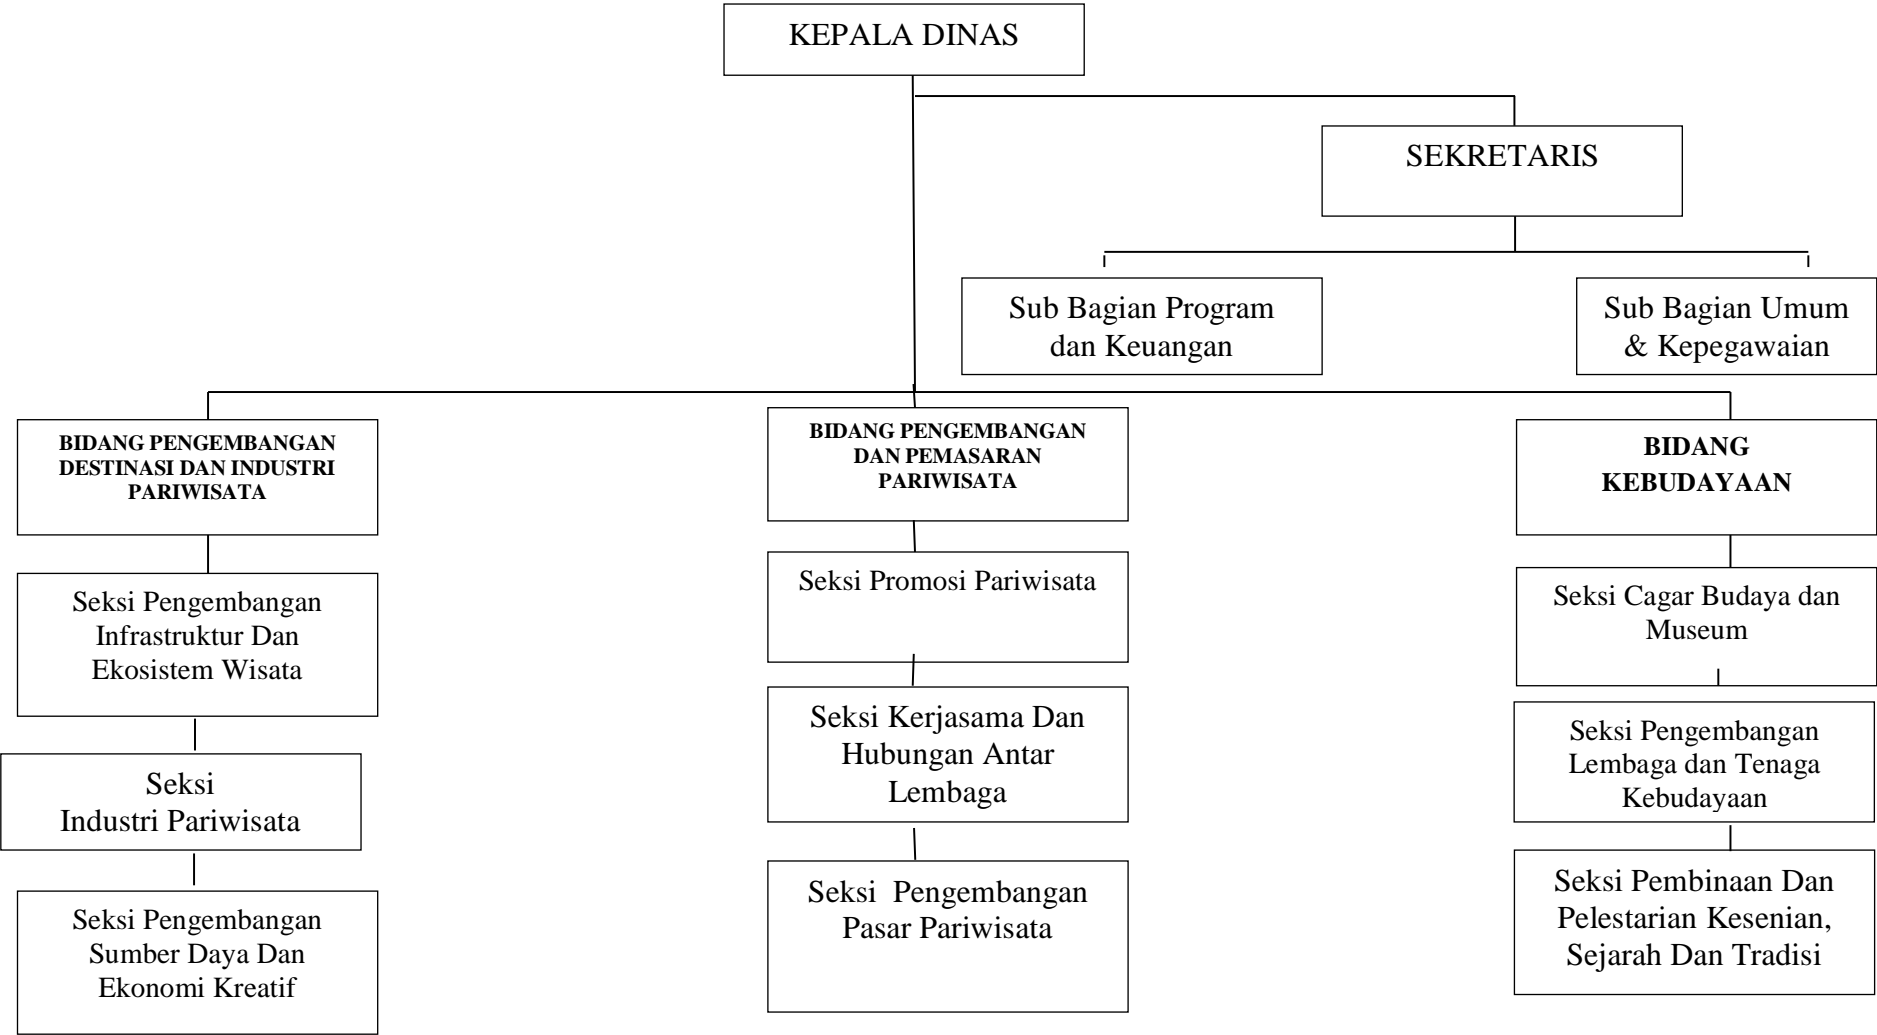 KEPALA DINAS
SEKRETARIS
Sub Bagian Program
dan Keuangan
Sub Bagian Umum
& Kepegawaian
BIDANG PENGEMBANGAN
DESTINASI DAN INDUSTRI
PARIWISATA
BIDANG PENGEMBANGAN
DAN PEMASARAN
PARIWISATA
BIDANG
KEBUDAYAAN
Seksi Pengembangan
Infrastruktur Dan
Ekosistem Wisata
Seksi Promosi Pariwisata
Seksi Cagar Budaya dan
Museum
Seksi
Industri Pariwisata
Seksi Kerjasama Dan
Hubungan Antar
Lembaga
Seksi Pengembangan
Lembaga dan Tenaga
Kebudayaan
Seksi Pengembangan
Sumber Daya Dan
Ekonomi Kreatif
Seksi  Pengembangan
Pasar Pariwisata
Seksi Pembinaan Dan
Pelestarian Kesenian,
Sejarah Dan Tradisi